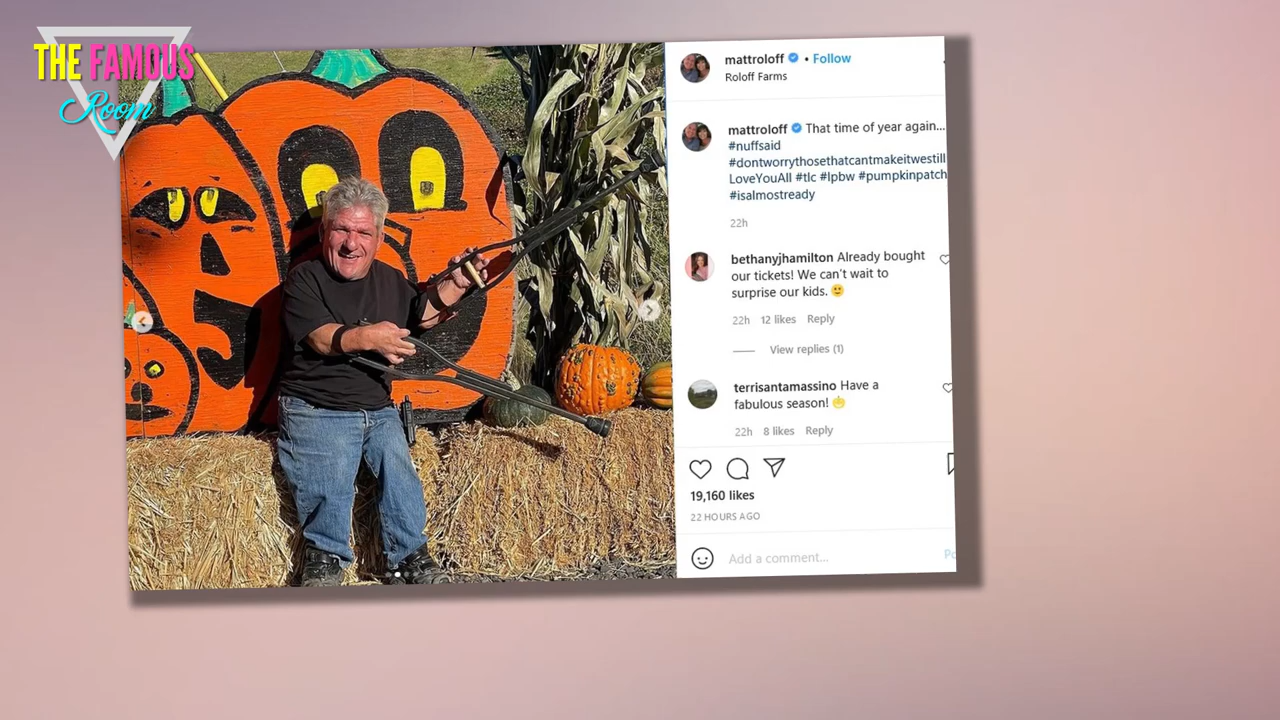 THE FAMOUS
Room
mattroloff • Follow
Roloff Farms
mattroloff That time of year again...
#nuffsaid
#dontworrythosethatcantmakeitwestill
LoveYouAll #tlc #lpbw #pumpkinpatch
#isalmostready
22h
bethanyjhamilton Already bought
our tickets! We can't wait to
surprise our kids.
22h 12 likes Reply
View replies (1)
terrisantamassino Have a
fabulous season!
22h 8 likes Reply
19,160 likes
22 HOURS AGO
Add a comment... Po